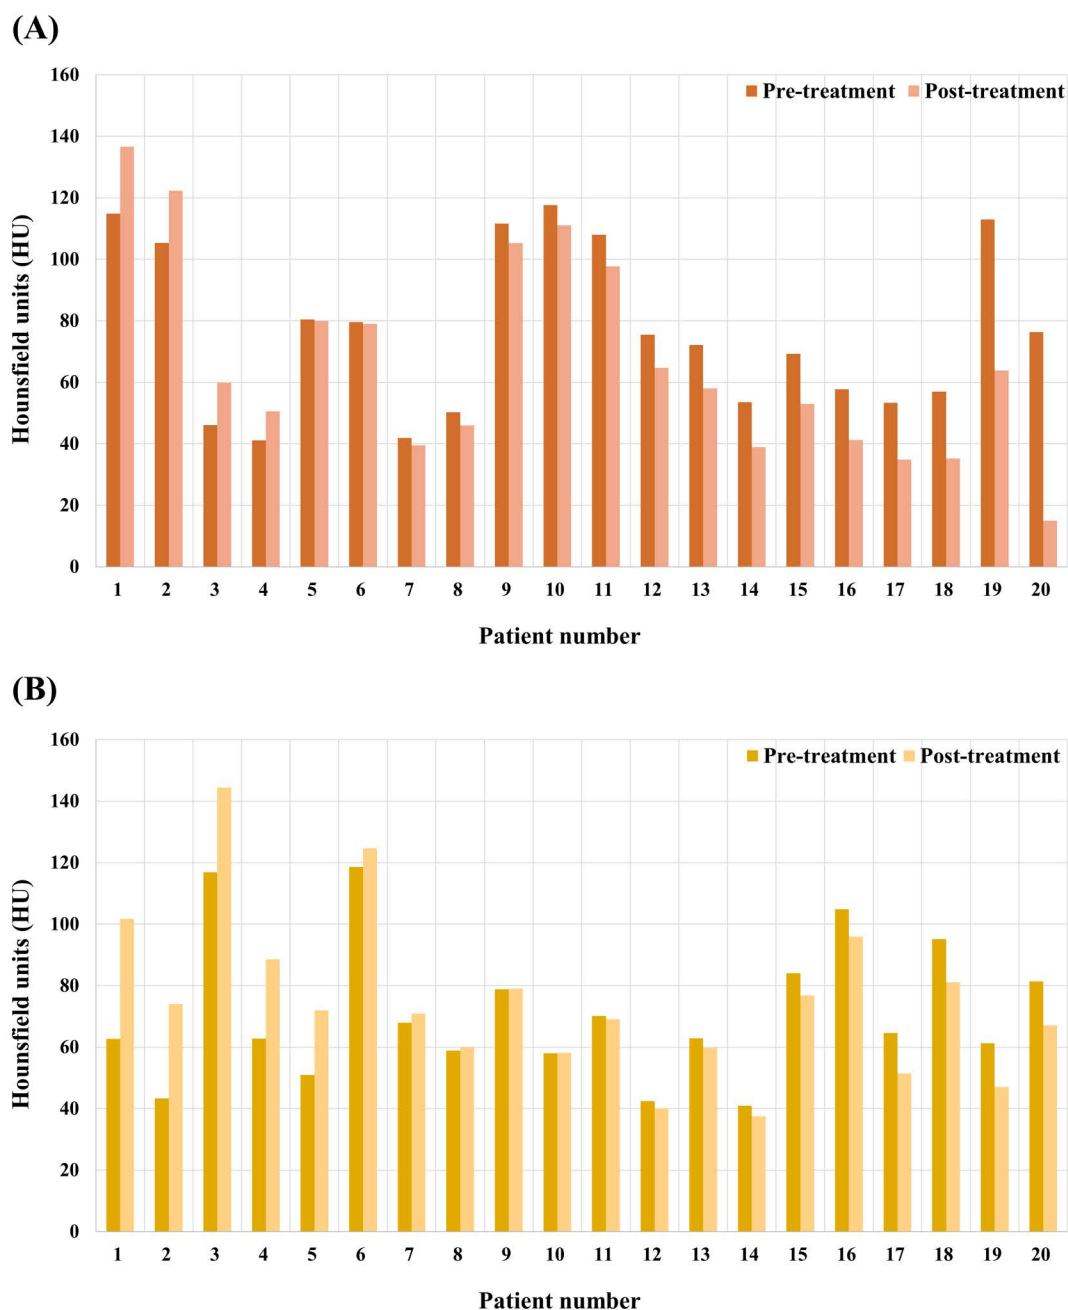 (A)
160
Pre-treatment Post-treatment
140
120
100
80
60
40
20
0
Hounsfield units (HU)
1 2 3 4 5 6 7 8 9 10 11 12 13 14 15 16 17 18 19 20
Patient number
(B)
160
Pre-treatment Post-treatment
140
120
100
80
60
40
20
0
Hounsfield units (HU)
1 2 3 4 5 6 7 8 9 10 11 12 13 14 15 16 17 18 19 20
Patient number